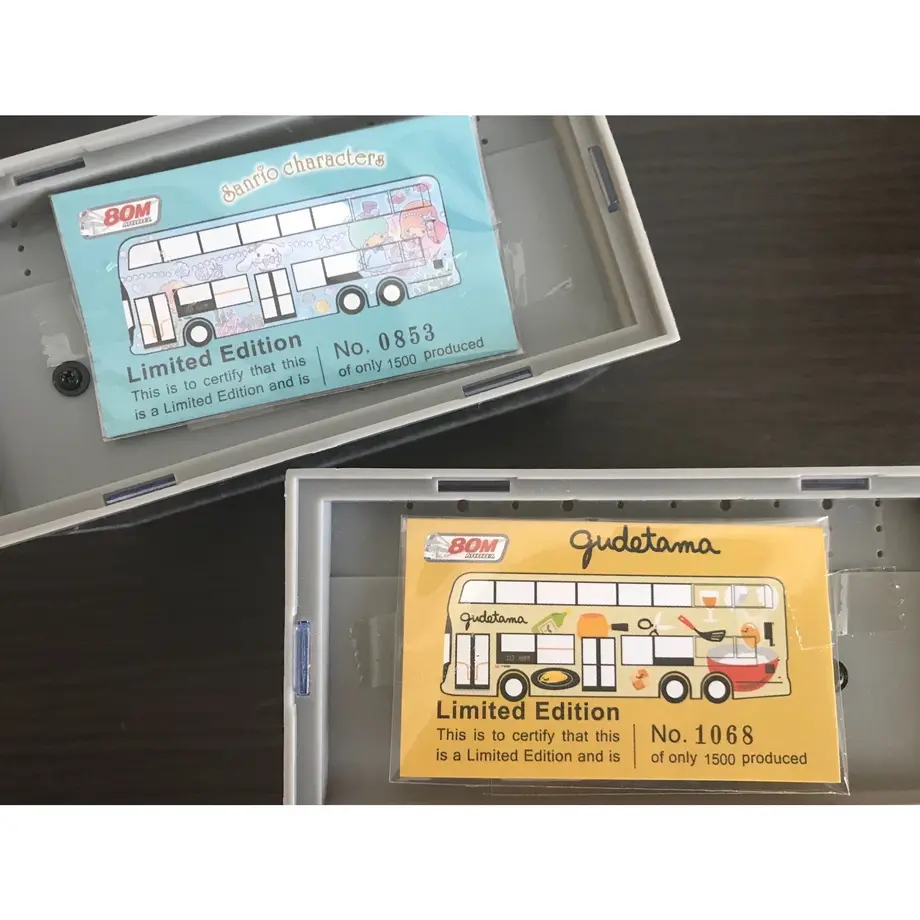 Sanrio characters
80M
MODEL
Limited Edition
This is to certify that this
is a Limited Edition and is
No. 0853
of only 1500 produced
gudetama
80M
MODEL
gudetama
Limited Edition
This is to certify that this
is a Limited Edition and is
No. 1068
of only 1500 produced